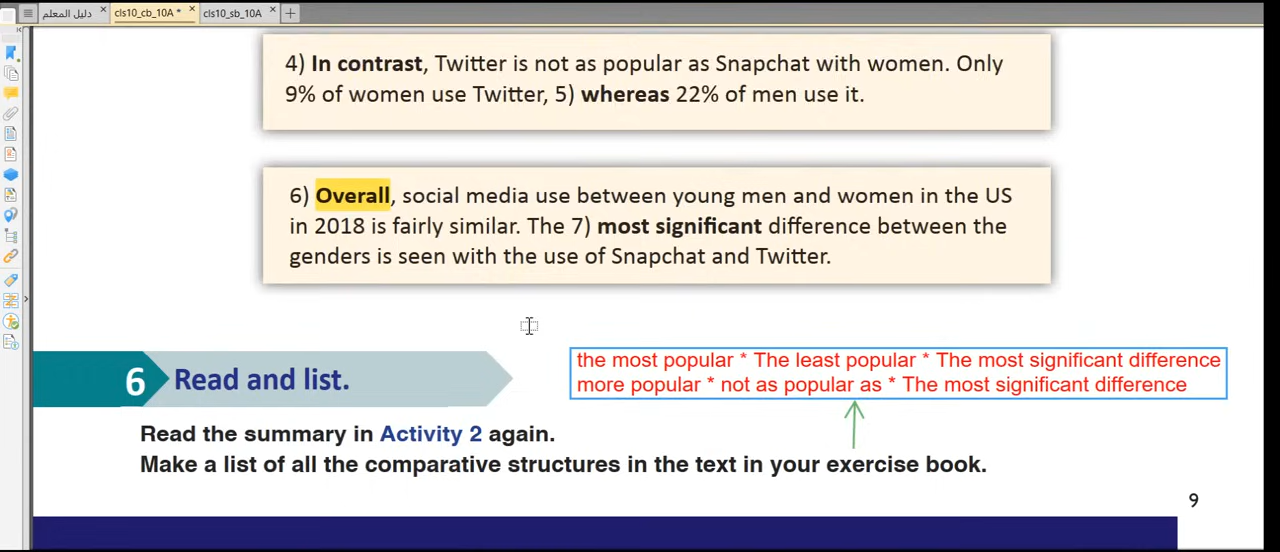 دليل المعلم
cls10_cb_10A *
cls10_sb_10A
4) In contrast, Twitter is not as popular as Snapchat with women. Only
9% of women use Twitter, 5) whereas 22% of men use it.
6) Overall, social media use between young men and women in the US
in 2018 is fairly similar. The 7) most significant difference between the
genders is seen with the use of Snapchat and Twitter.
6 Read and list.
the most popular * The least popular * The most significant difference
more popular * not as popular as * The most significant difference
Read the summary in Activity 2 again.
Make a list of all the comparative structures in the text in your exercise book.
9